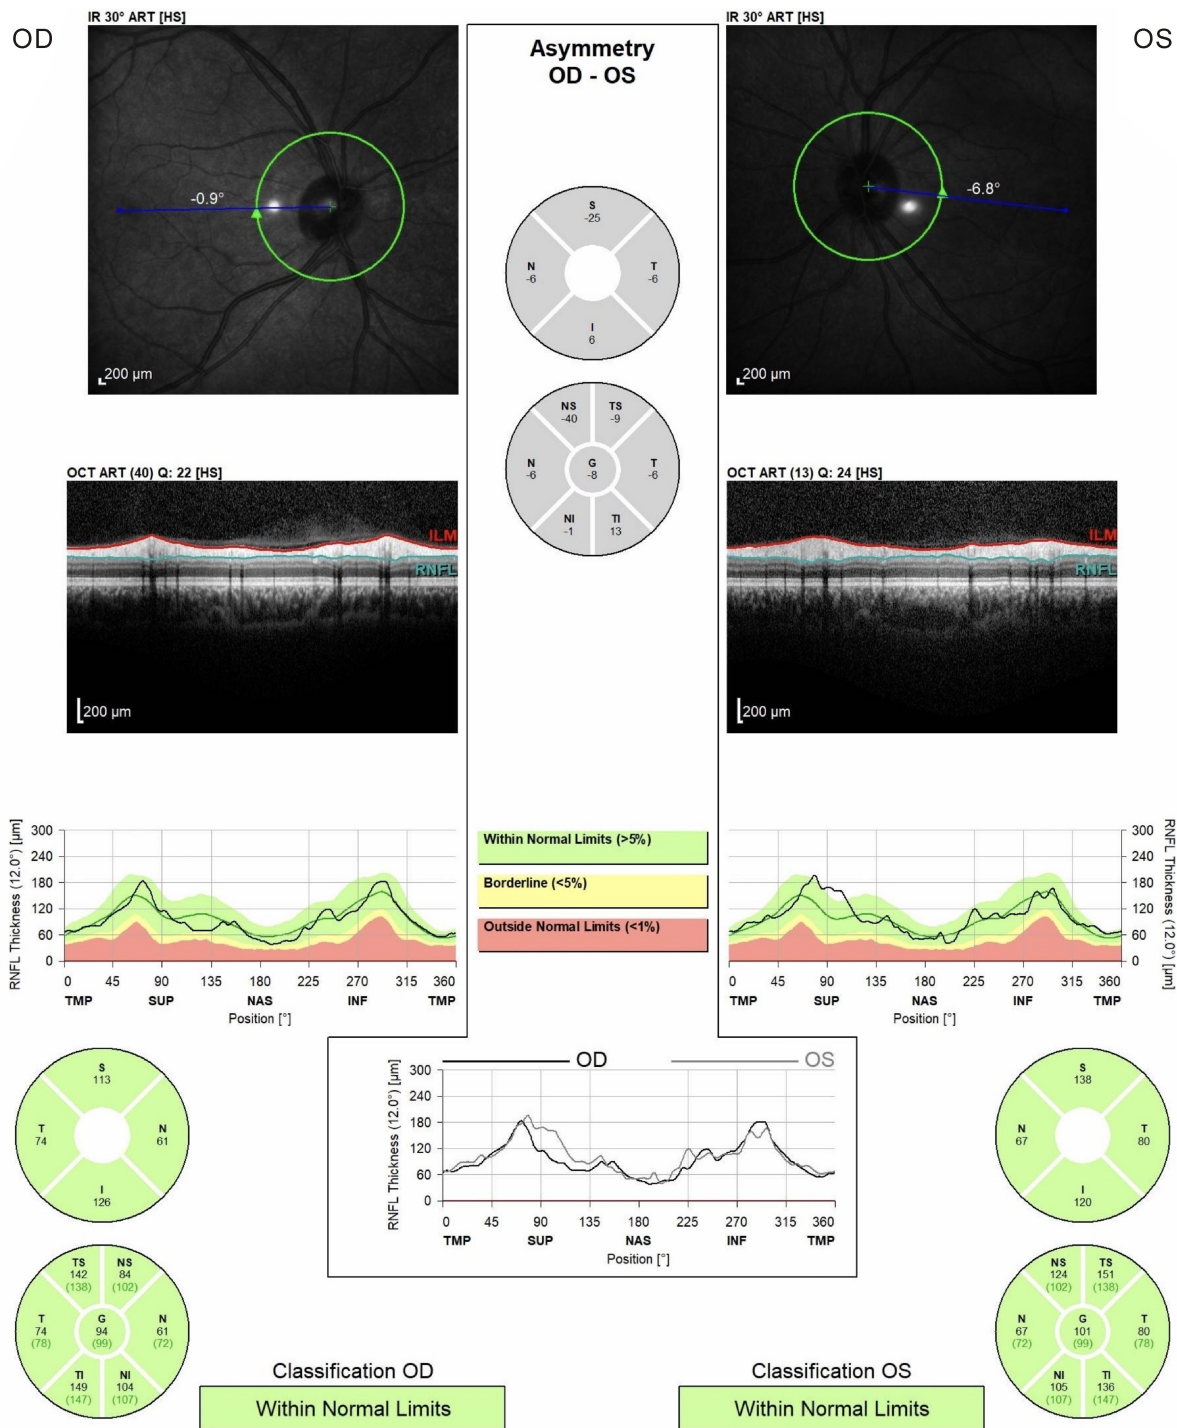 OD
IR 30° ART [HS]
-0.9°
200 µm
Asymmetry
OD - OS
IR 30° ART [HS]
OS
-6.8°
200 µm
S
-25
N
-6
T
-6
I
6
NS
-40
TS
-9
N
-6
G
-8
T
-6
NI
-1
TI
13
OCT ART (40) Q: 22 [HS]
ILM
RNFL
200 µm
OCT ART (13) Q: 24 [HS]
ILM
RNFL
200 µm
RNFL Thickness (12.0°) [µm]
300
240
180
120
60
0
0 45 90 135 180 225 270 315 360
TMP SUP NAS INF TMP
Position [°]
Within Normal Limits (>5%)
Borderline (<5%)
Outside Normal Limits (<1%)
RNFL Thickness (12.0°) [µm]
300
240
180
120
60
0
0 45 90 135 180 225 270 315 360
TMP SUP NAS INF TMP
Position [°]
OD OS
RNFL Thickness (12.0°) [µm]
300
240
180
120
60
0
0 45 90 135 180 225 270 315 360
TMP SUP NAS INF TMP
Position [°]
S
113
T
74
N
61
I
126
S
138
N
67
T
80
I
120
TS
142
(138)
NS
84
(102)
T
74
(78)
G
94
(99)
N
61
(72)
TI
149
(147)
NI
104
(107)
Classification OD
Within Normal Limits
Classification OS
Within Normal Limits
NS
124
(102)
TS
151
(138)
N
67
(72)
G
101
(99)
T
80
(78)
NI
105
(107)
TI
136
(147)